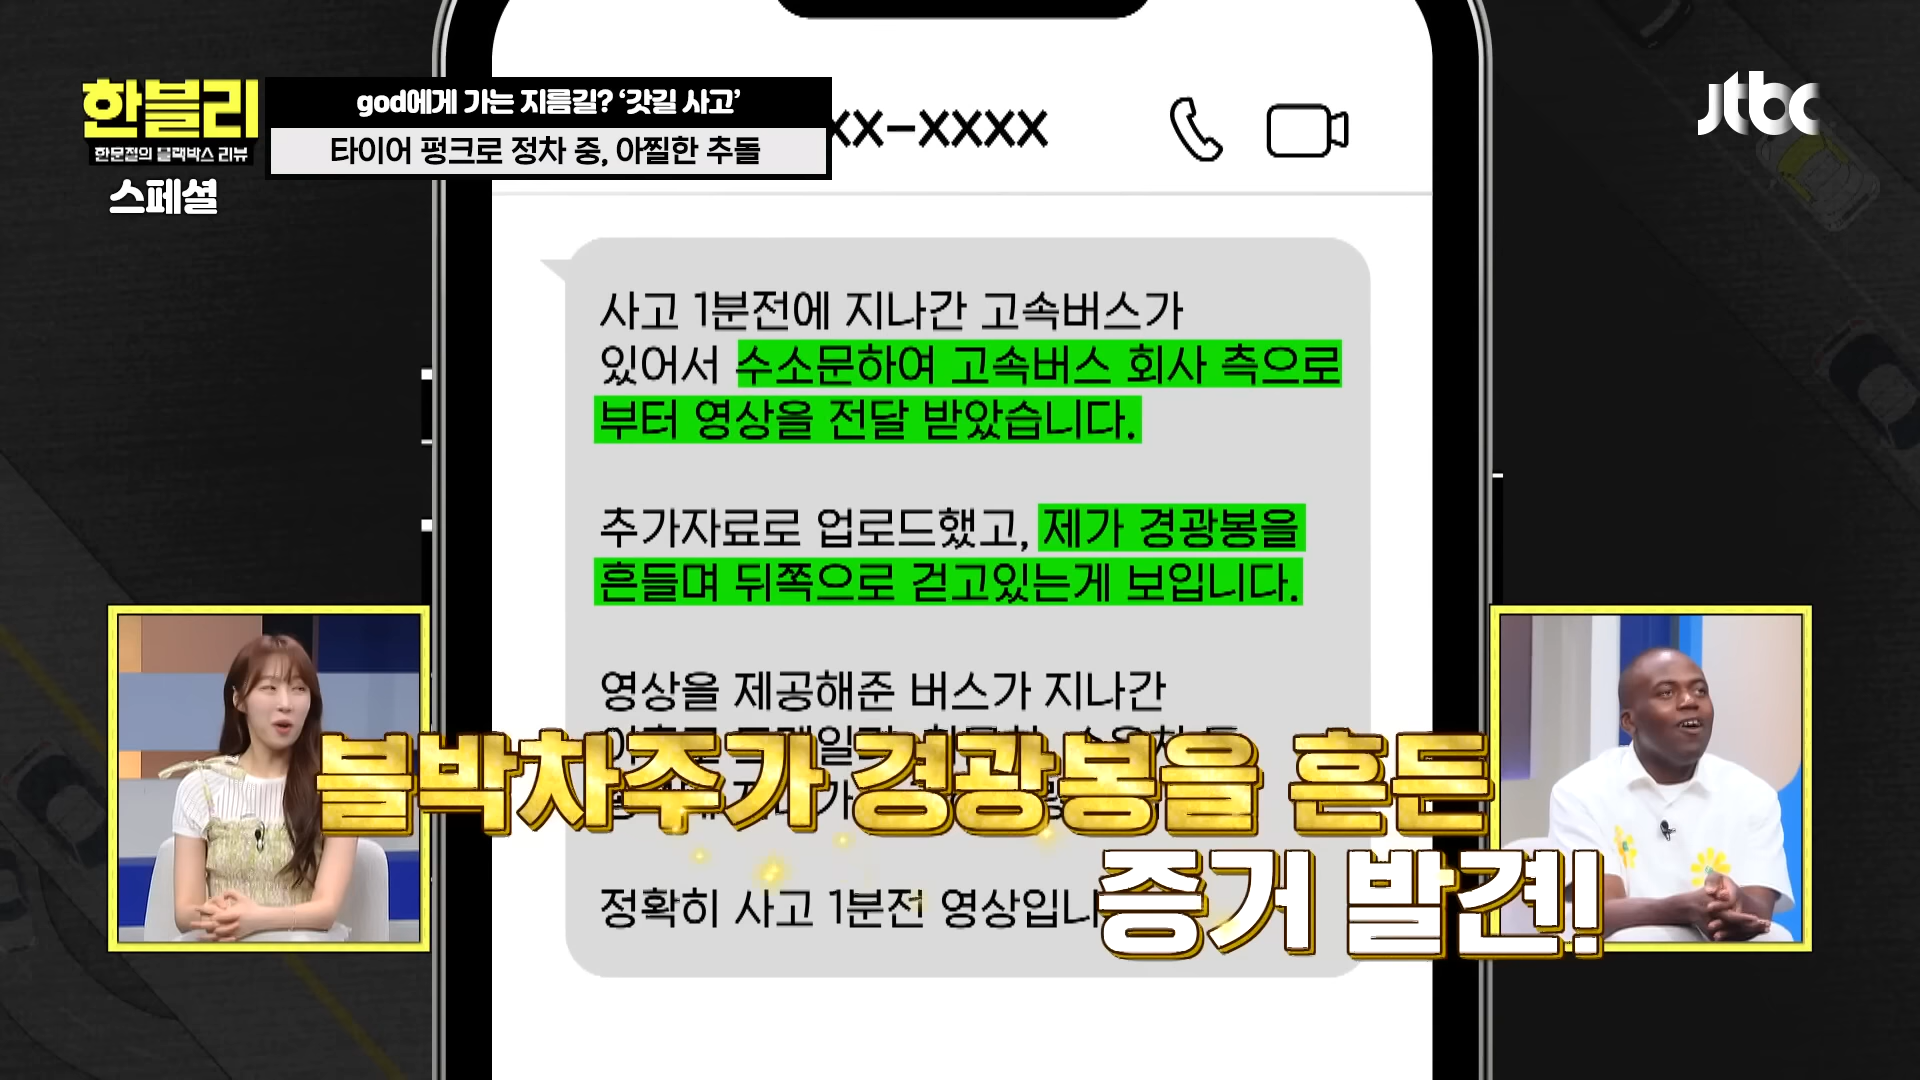 한블리
한문철의 블랙박스 리뷰
스페셜
god에게 가는 지름길? ‘갓길 사고’
타이어 펑크로 정차 중, 아찔한 추돌
XX-XXXX
jtbc
사고 1분전에 지나간 고속버스가
있어서 수소문하여 고속버스 회사 측으로
부터 영상을 전달 받았습니다.
추가자료로 업로드했고, 제가 경광봉을
흔들며 뒤쪽으로 걷고있는게 보입니다.
영상을 제공해준 버스가 지나간
정확히 사고 1분전 영상입니
블박차주가 경광봉을 흔든
증거 발견!